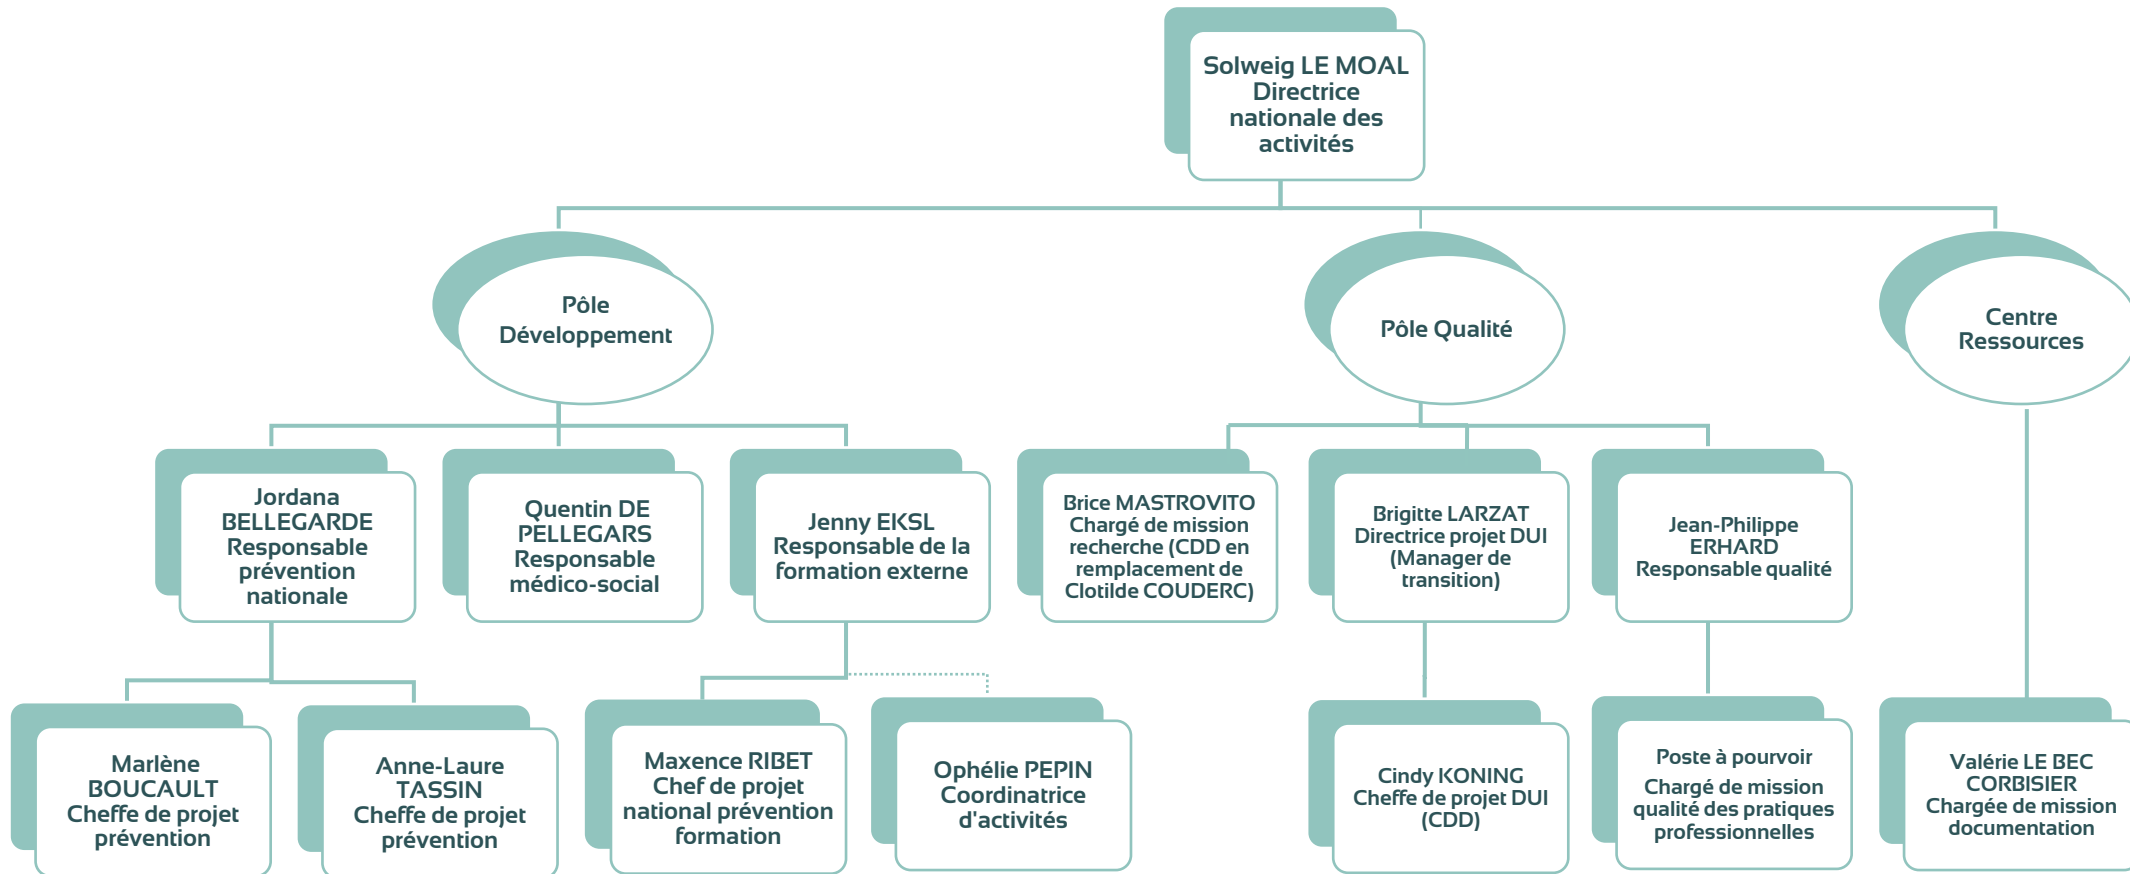 Solweig LE MOAL
Directrice
nationale des
activités
Pôle
Développement
Pôle Qualité
Centre
Ressources
Jordana
BELLEGARDE
Responsable
prévention
nationale
Quentin DE
PELLEGARS
Responsable
médico-social
Jenny EKSL
Responsable de la
formation externe
Brice MASTROVITO
Chargé de mission
recherche (CDD en
remplacement de
Clotilde COUDERC)
Brigitte LARZAT
Directrice projet DUI
(Manager de
transition)
Jean-Philippe
ERHARD
Responsable qualité
Marlène
BOUCAULT
Cheffe de projet
prévention
Anne-Laure
TASSIN
Cheffe de projet
prévention
Maxence RIBET
Chef de projet
national prévention
formation
Ophélie PEPIN
Coordinatrice
d'activités
Cindy KONING
Cheffe de projet DUI
(CDD)
Poste à pourvoir
Chargé de mission
qualité des pratiques
professionnelles
Valérie LE BEC
CORBISIER
Chargée de mission
documentation